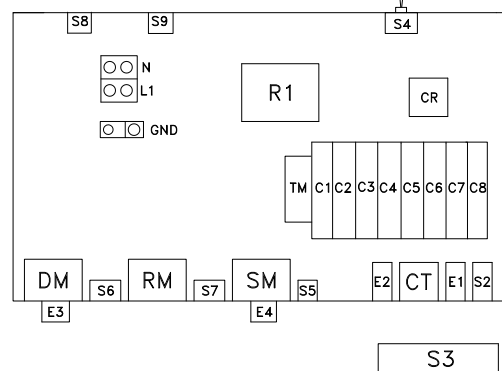 S8 S9 S4
N
L1
R1 CR
GND
TM C1 C2 C3 C4 C5 C6 C7 C8
DM S6 RM S7 SM S5 E2 CT E1 S2
E3 E4
S3